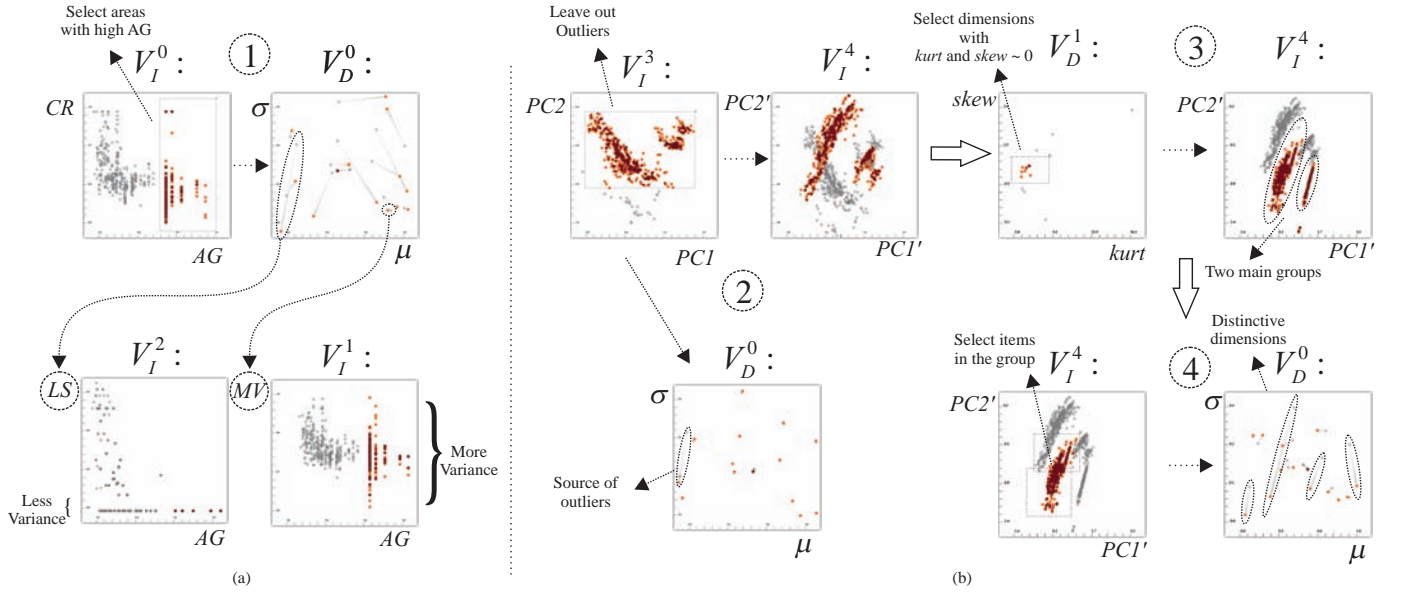 Select areas
with high AG
1
V_I^0 :
V_D^0 :
CR
AG
σ
μ
V_I^2 :
V_I^1 :
LS
MV
Less
Variance
{
AG
}
More
Variance
AG
(a)
Leave out
Outliers
V_I^3 :
V_I^4 :
PC2
PC1
PC2'
PC1'
2
V_D^0 :
σ
Source of
outliers
μ
Select dimensions
with
kurt and skew ~ 0
V_D^1 :
3
V_I^4 :
skew
kurt
PC2'
PC1'
Two main groups
Select items
in the group
V_I^4 :
PC2'
PC1'
4
Distinctive
dimensions
V_D^0 :
σ
μ
(b)